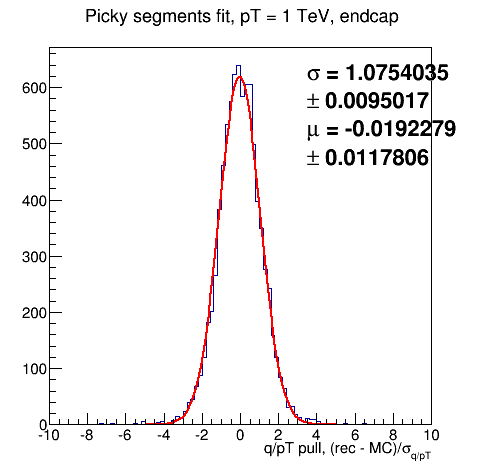 Picky segments fit, pT = 1 TeV, endcap
σ = 1.0754035
± 0.0095017
μ = -0.0192279
± 0.0117806
600
500
400
300
200
100
0
-10 -8 -6 -4 -2 0 2 4 6 8 10
q/pT pull, (rec - MC)/σq/pT